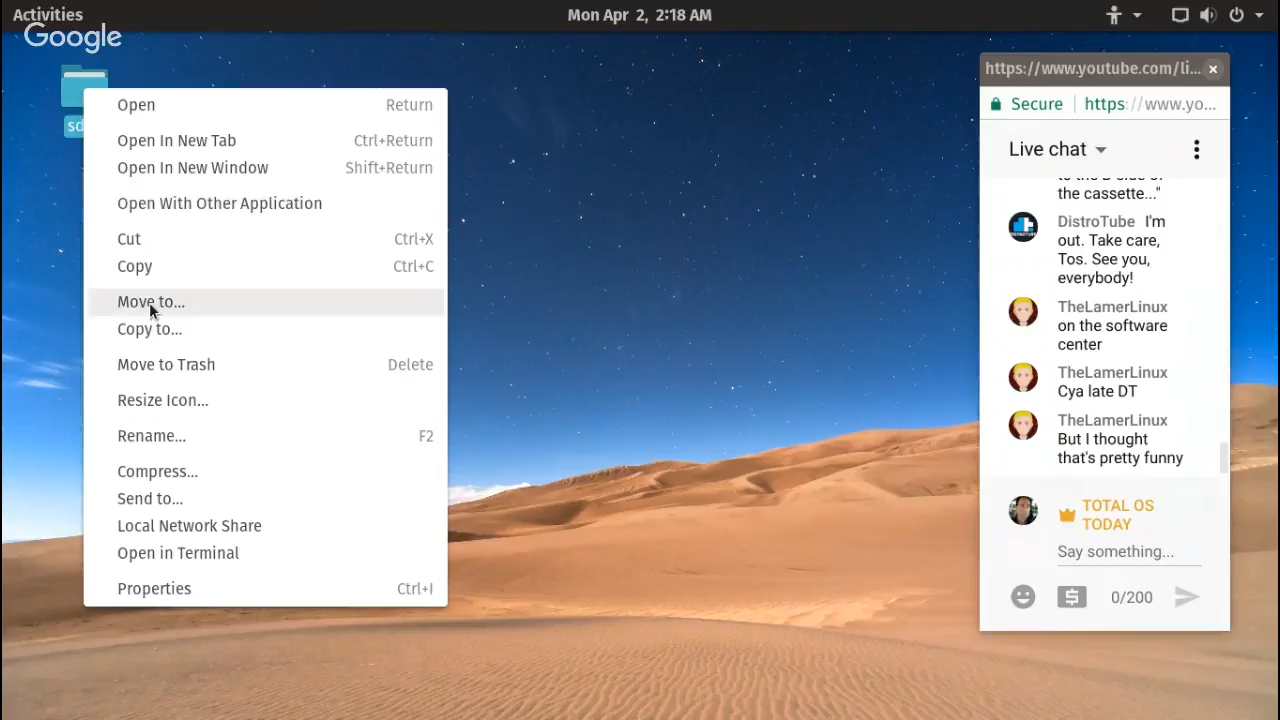 Activities
Mon Apr 2, 2:18 AM
Google
Open Return
Open In New Tab Ctrl+Return
Open In New Window Shift+Return
Open With Other Application
Cut Ctrl+X
Copy Ctrl+C
Move to...
Copy to...
Move to Trash Delete
Resize Icon...
Rename... F2
Compress...
Send to...
Local Network Share
Open in Terminal
Properties Ctrl+I
https://www.youtube.com/li...
Secure https://www.yo...
Live chat
to the B side of
the cassette..."
DistroTube I'm
out. Take care,
Tos. See you,
everybody!
TheLamerLinux
on the software
center
TheLamerLinux
Cya late DT
TheLamerLinux
But I thought
that's pretty funny
TOTAL OS
TODAY
Say something...
0/200